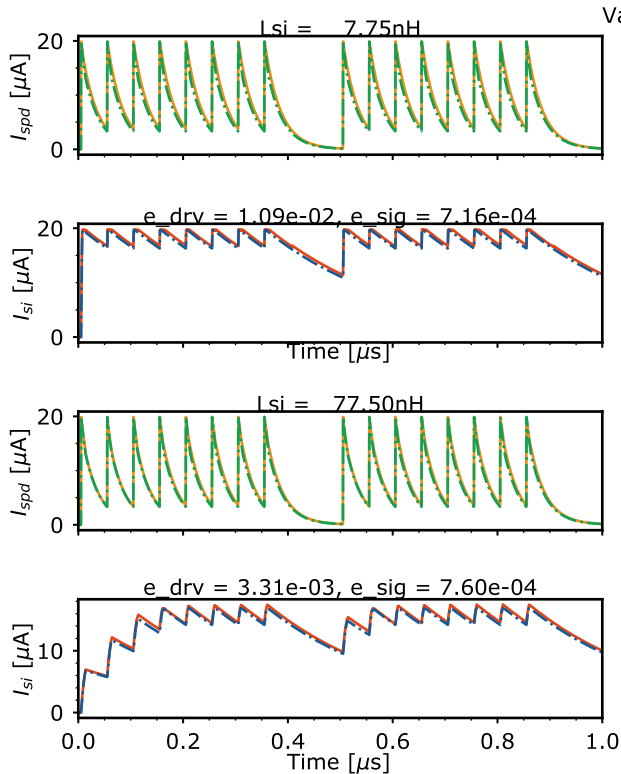 Va
Lsi = 7.75nH
20
0
I_spd [μA]
e_drv = 1.09e-02, e_sig = 7.16e-04
20
0
I_si [μA]
Time [μs]
Lsi = 77.50nH
20
0
I_spd [μA]
e_drv = 3.31e-03, e_sig = 7.60e-04
10
0
I_si [μA]
0.0 0.2 0.4 0.6 0.8 1.0
Time [μs]